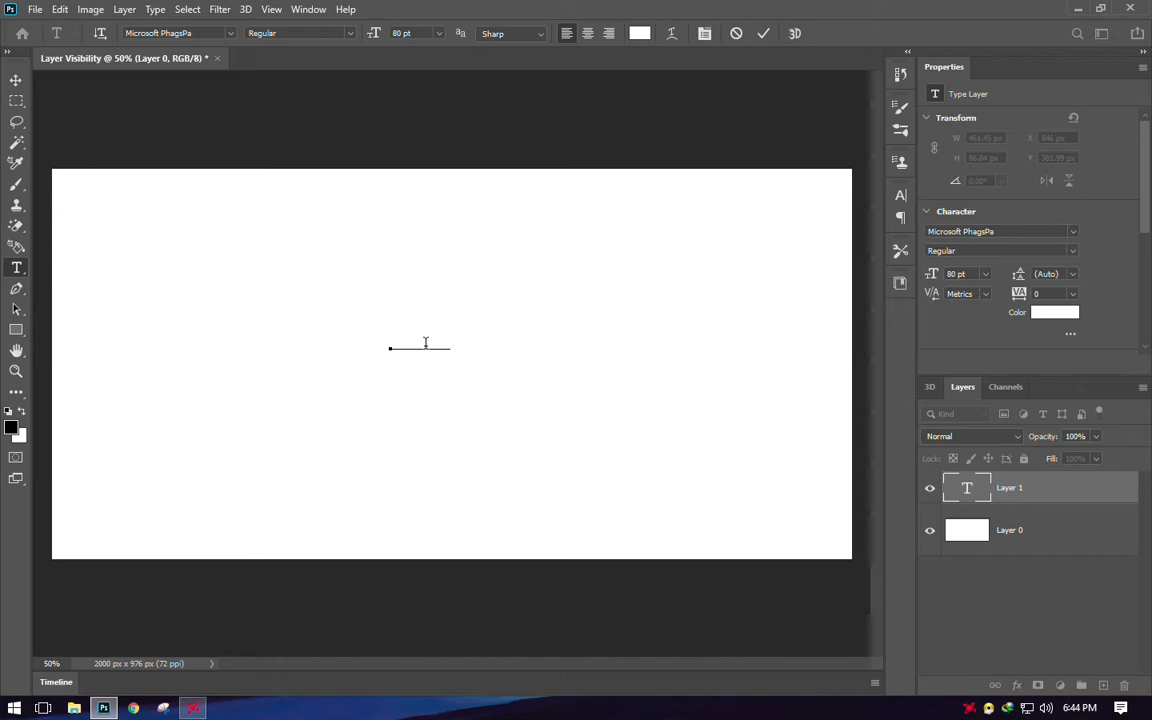 Ps File Edit Image Layer Type Select Filter 3D View Window Help
T Microsoft PhagsPa Regular 80 pt Sharp 3D
Layer Visibility @ 50% (Layer 0, RGB/8) * ×
Properties
T Type Layer
Transform
W 461.45 px X 846 px
H 86.84 px Y 381.99 px
0.00°
Character
Microsoft PhagsPa
Regular
80 pt (Auto)
Metrics 0
Color
3D Layers Channels
Kind
Normal Opacity: 100%
Lock: Fill: 100%
T Layer 1
Layer 0
50% 2000 px x 976 px (72 ppi)
Timeline
Ps 6:44 PM